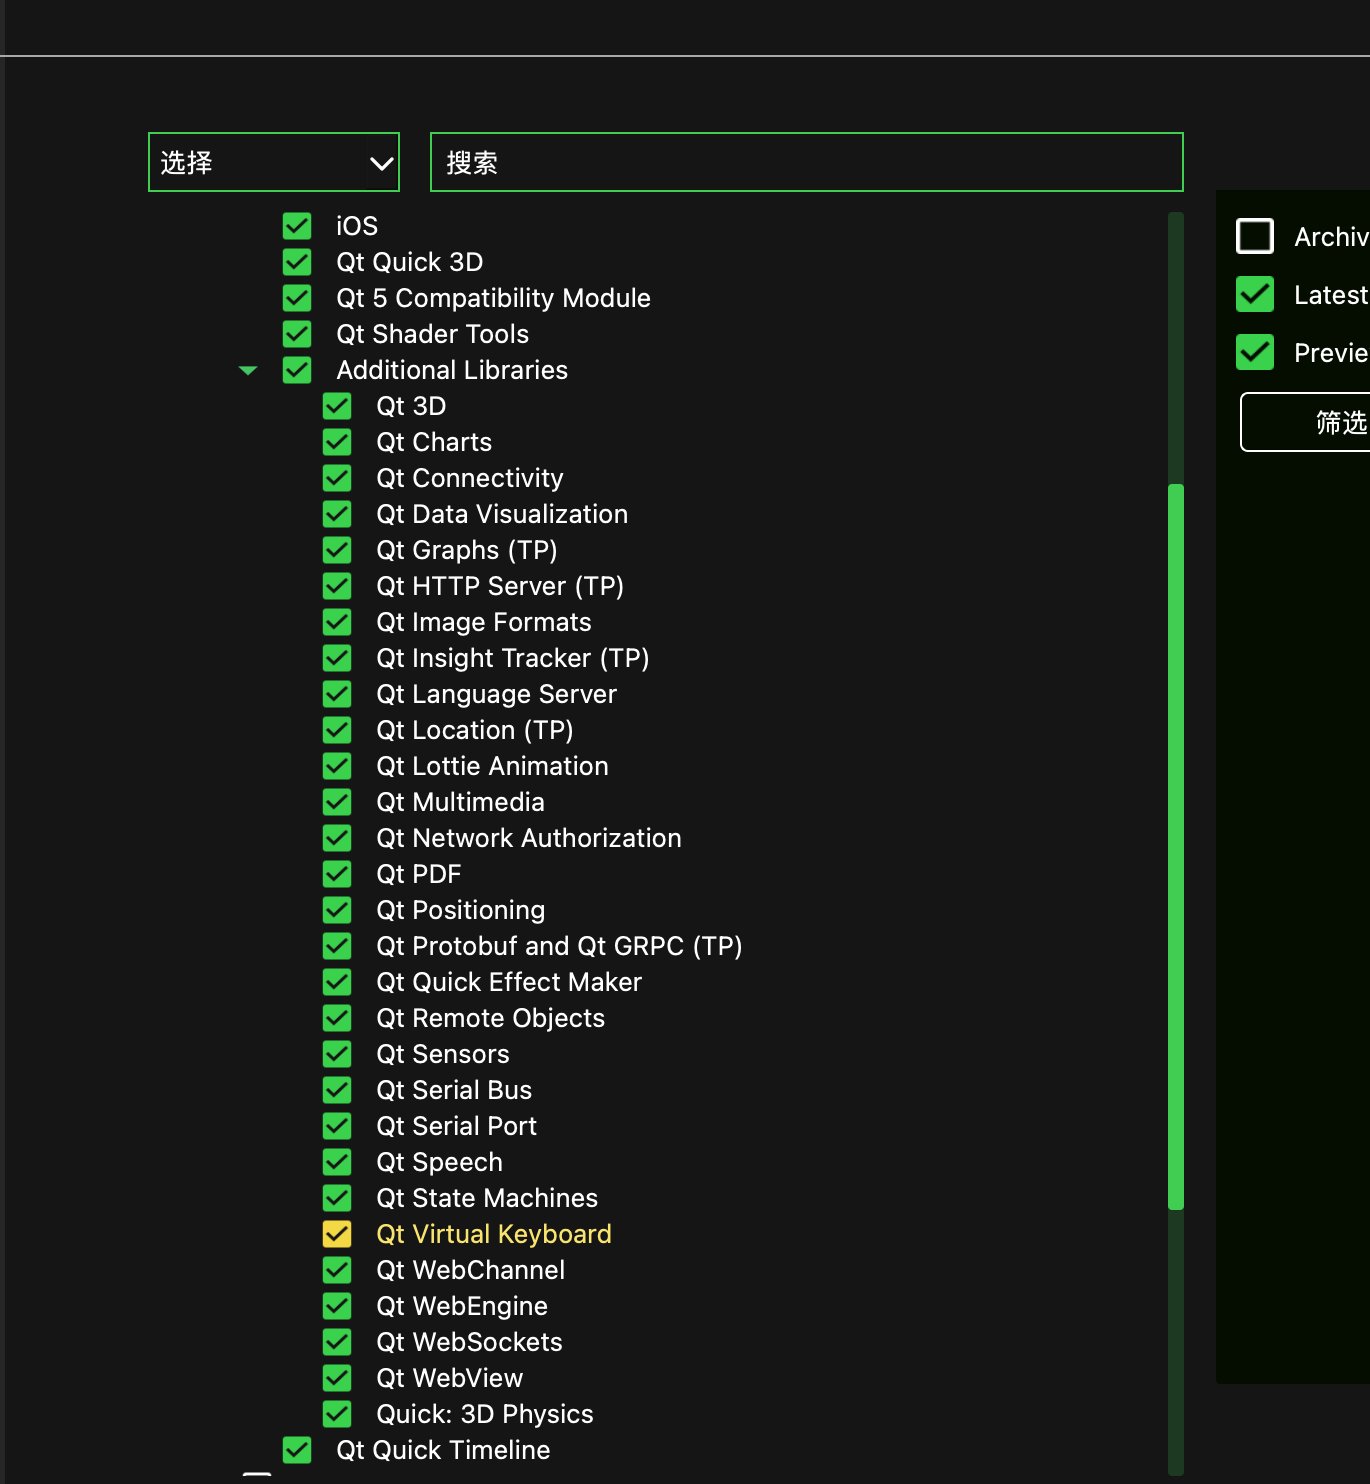 选择
搜索
iOS
Qt Quick 3D
Qt 5 Compatibility Module
Qt Shader Tools
Additional Libraries
Qt 3D
Qt Charts
Qt Connectivity
Qt Data Visualization
Qt Graphs (TP)
Qt HTTP Server (TP)
Qt Image Formats
Qt Insight Tracker (TP)
Qt Language Server
Qt Location (TP)
Qt Lottie Animation
Qt Multimedia
Qt Network Authorization
Qt PDF
Qt Positioning
Qt Protobuf and Qt GRPC (TP)
Qt Quick Effect Maker
Qt Remote Objects
Qt Sensors
Qt Serial Bus
Qt Serial Port
Qt Speech
Qt State Machines
Qt Virtual Keyboard
Qt WebChannel
Qt WebEngine
Qt WebSockets
Qt WebView
Quick: 3D Physics
Qt Quick Timeline
Archiv
Latest
Previe
筛选